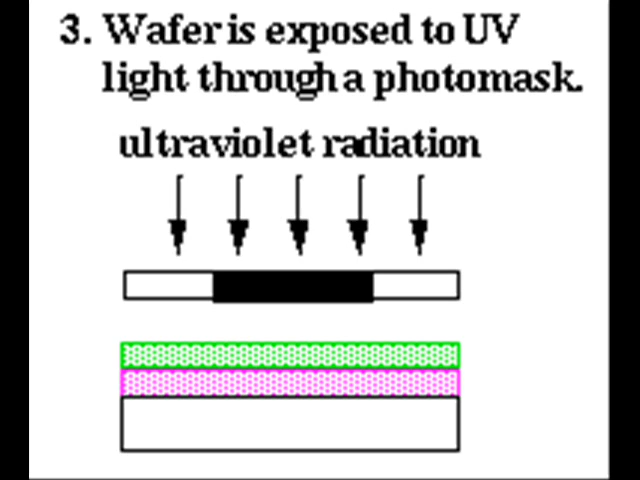 3. Wafer is exposed to UV
light through a photomask.
ultraviolet radiation